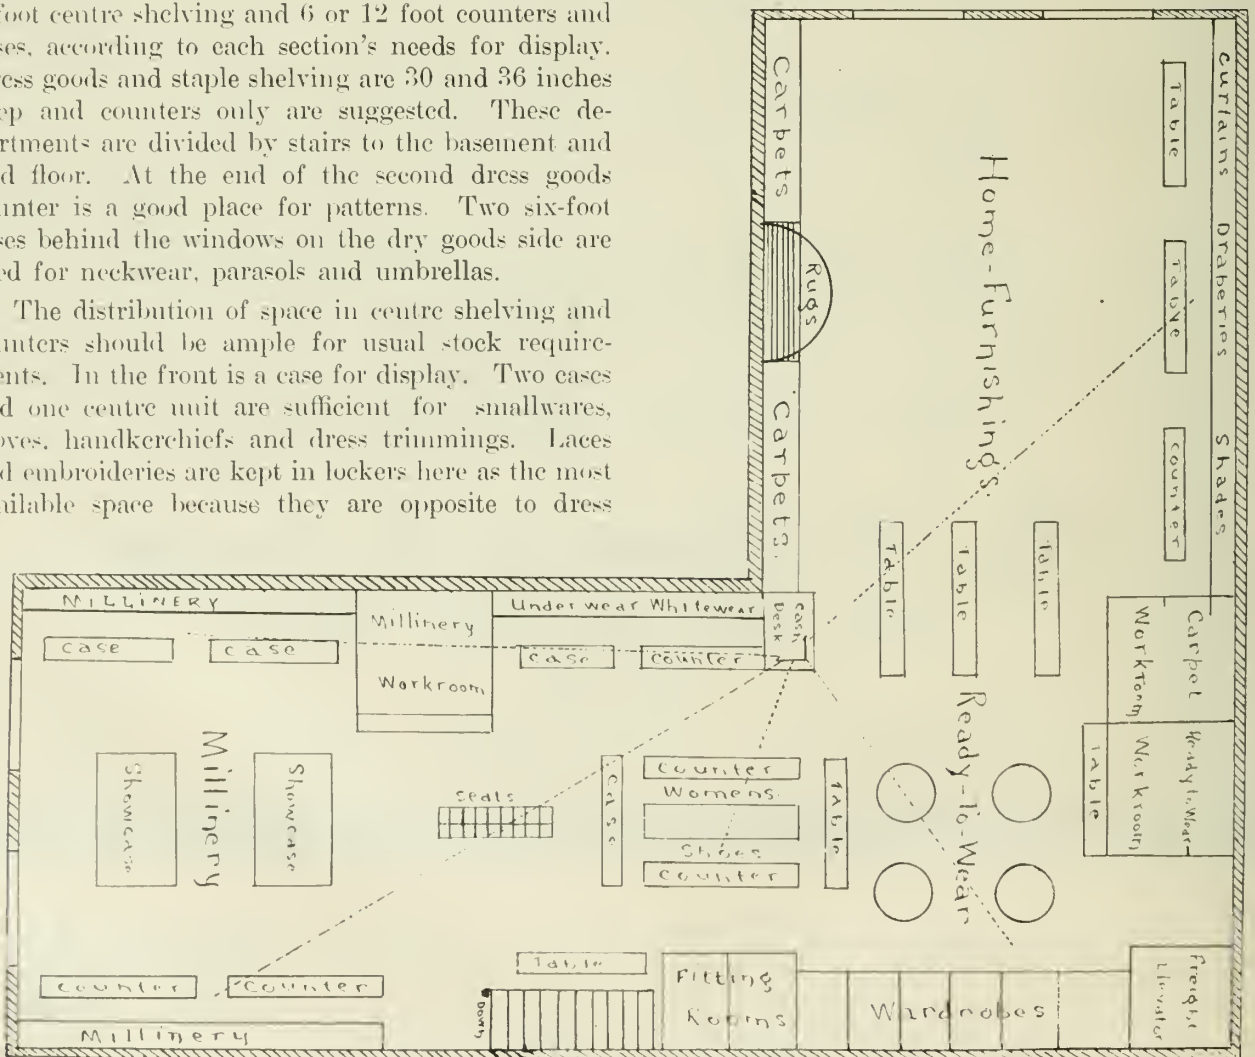 foot centre shelving and 6 or 12 foot counters and
ses, according to each section's needs for display.
ess goods and staple shelving are 30 and 36 inches
ep and counters only are suggested. These de-
rtments are divided by stairs to the basement and
d floor. At the end of the second dress goods
unter is a good place for patterns. Two six-foot
ses behind the windows on the dry goods side are
ed for neckwear, parasols and umbrellas.
The distribution of space in centre shelving and
unters should be ample for usual stock require-
ents. In the front is a case for display. Two cases
d one centre unit are sufficient for smallwares,
oves, handkerchiefs and dress trimmings. Laces
d embroideries are kept in lockers here as the most
ailable space because they are opposite to dress
Carpets
Rugs
Carpets.
Home-Furnishings.
Table
Table
Counter
Curtains Draberies Shades
Table
Table
Table
MILLINERY
Case
Case
Millinery
Workroom
Underwear Whitewear
Case
Counter
Cash
Desk
Carpet
Workroom
Ready to Wear
Workroom
Table
Showcase
Millinery
Showcase
Seats
Case
Counter
Womens
Shoes
Counter
Table
Ready-To-Wear
Counter
Counter
Millinery
Table
Down
Fitting
Rooms
Wardrobes
Freight
Elevator